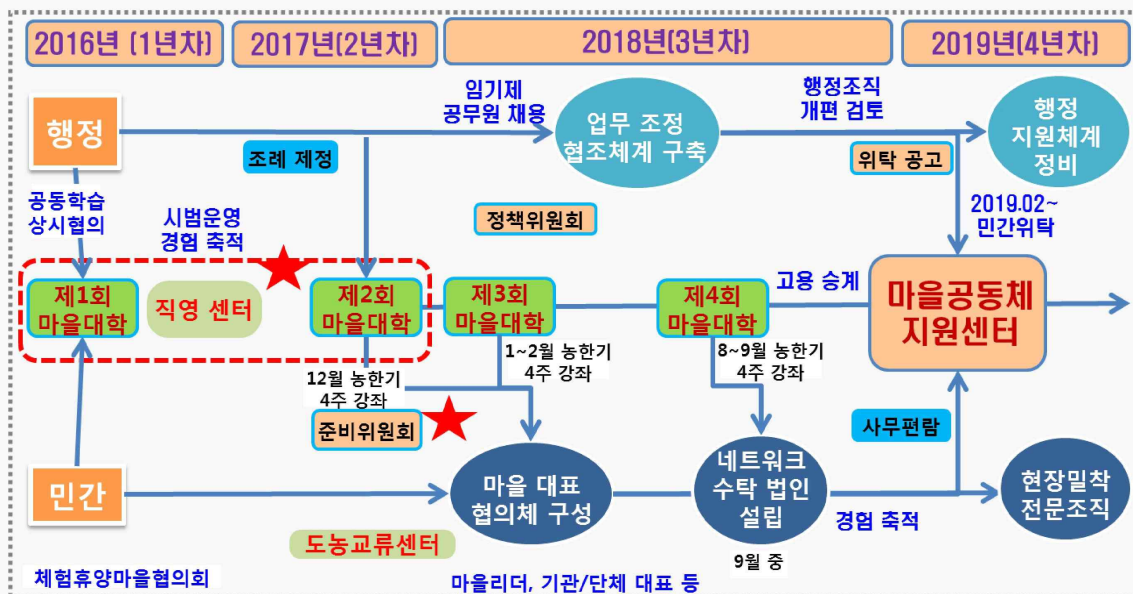 2016년 (1년차)
2017년(2년차)
2018년(3년차)
2019년(4년차)
행정
임기제
공무원 채용
업무 조정
협조체계 구축
행정조직
개편 검토
행정
지원체계
정비
조례 제정
위탁 공고
공동학습
상시협의
시범운영
경험 축적
정책위원회
2019.02~
민간위탁
제1회
마을대학
직영 센터
제2회
마을대학
제3회
마을대학
제4회
마을대학
고용 승계
마을공동체
지원센터
12월 농한기
4주 강좌
1~2월 농한기
4주 강좌
8~9월 농한기
4주 강좌
준비위원회
사무편람
민간
마을 대표
협의체 구성
네트워크
수탁 법인
설립
경험 축적
현장밀착
전문조직
도농교류센터
9월 중
체험휴양마을협의회
마을리더, 기관/단체 대표 등